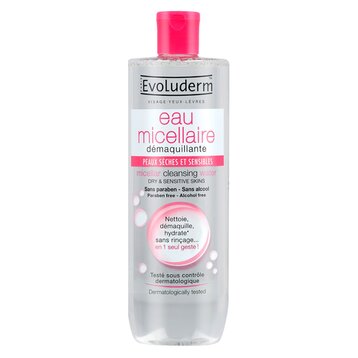 Evoluderm
VISAGE-YEUX-LÈVRES
eau
micellaire
démaquillante
PEAUX SÈCHES ET SENSIBLES
micellar cleansing water
DRY & SENSITIVE SKINS
Sans paraben - Sans alcool
Paraben free - Alcohol free
Nettoie,
démaquille,
hydrate*
sans rinçage...
en 1 seul geste !
Testé sous contrôle
dermatologique
Dermatologically tested